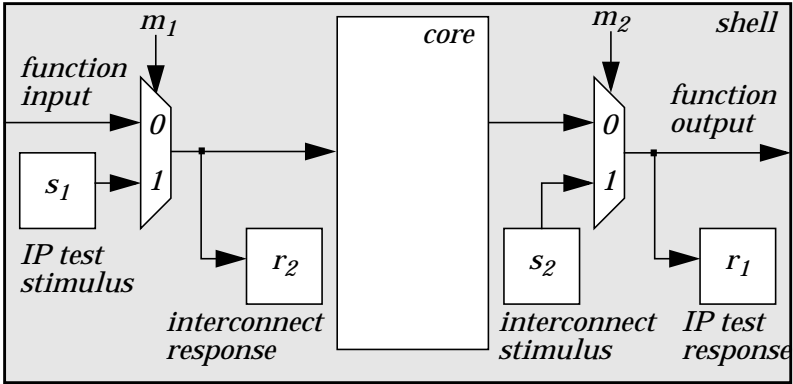 m1
m2
shell
core
function
input
function
output
0
0
1
1
s1
IP test
stimulus
r2
interconnect
response
s2
interconnect
stimulus
r1
IP test
response